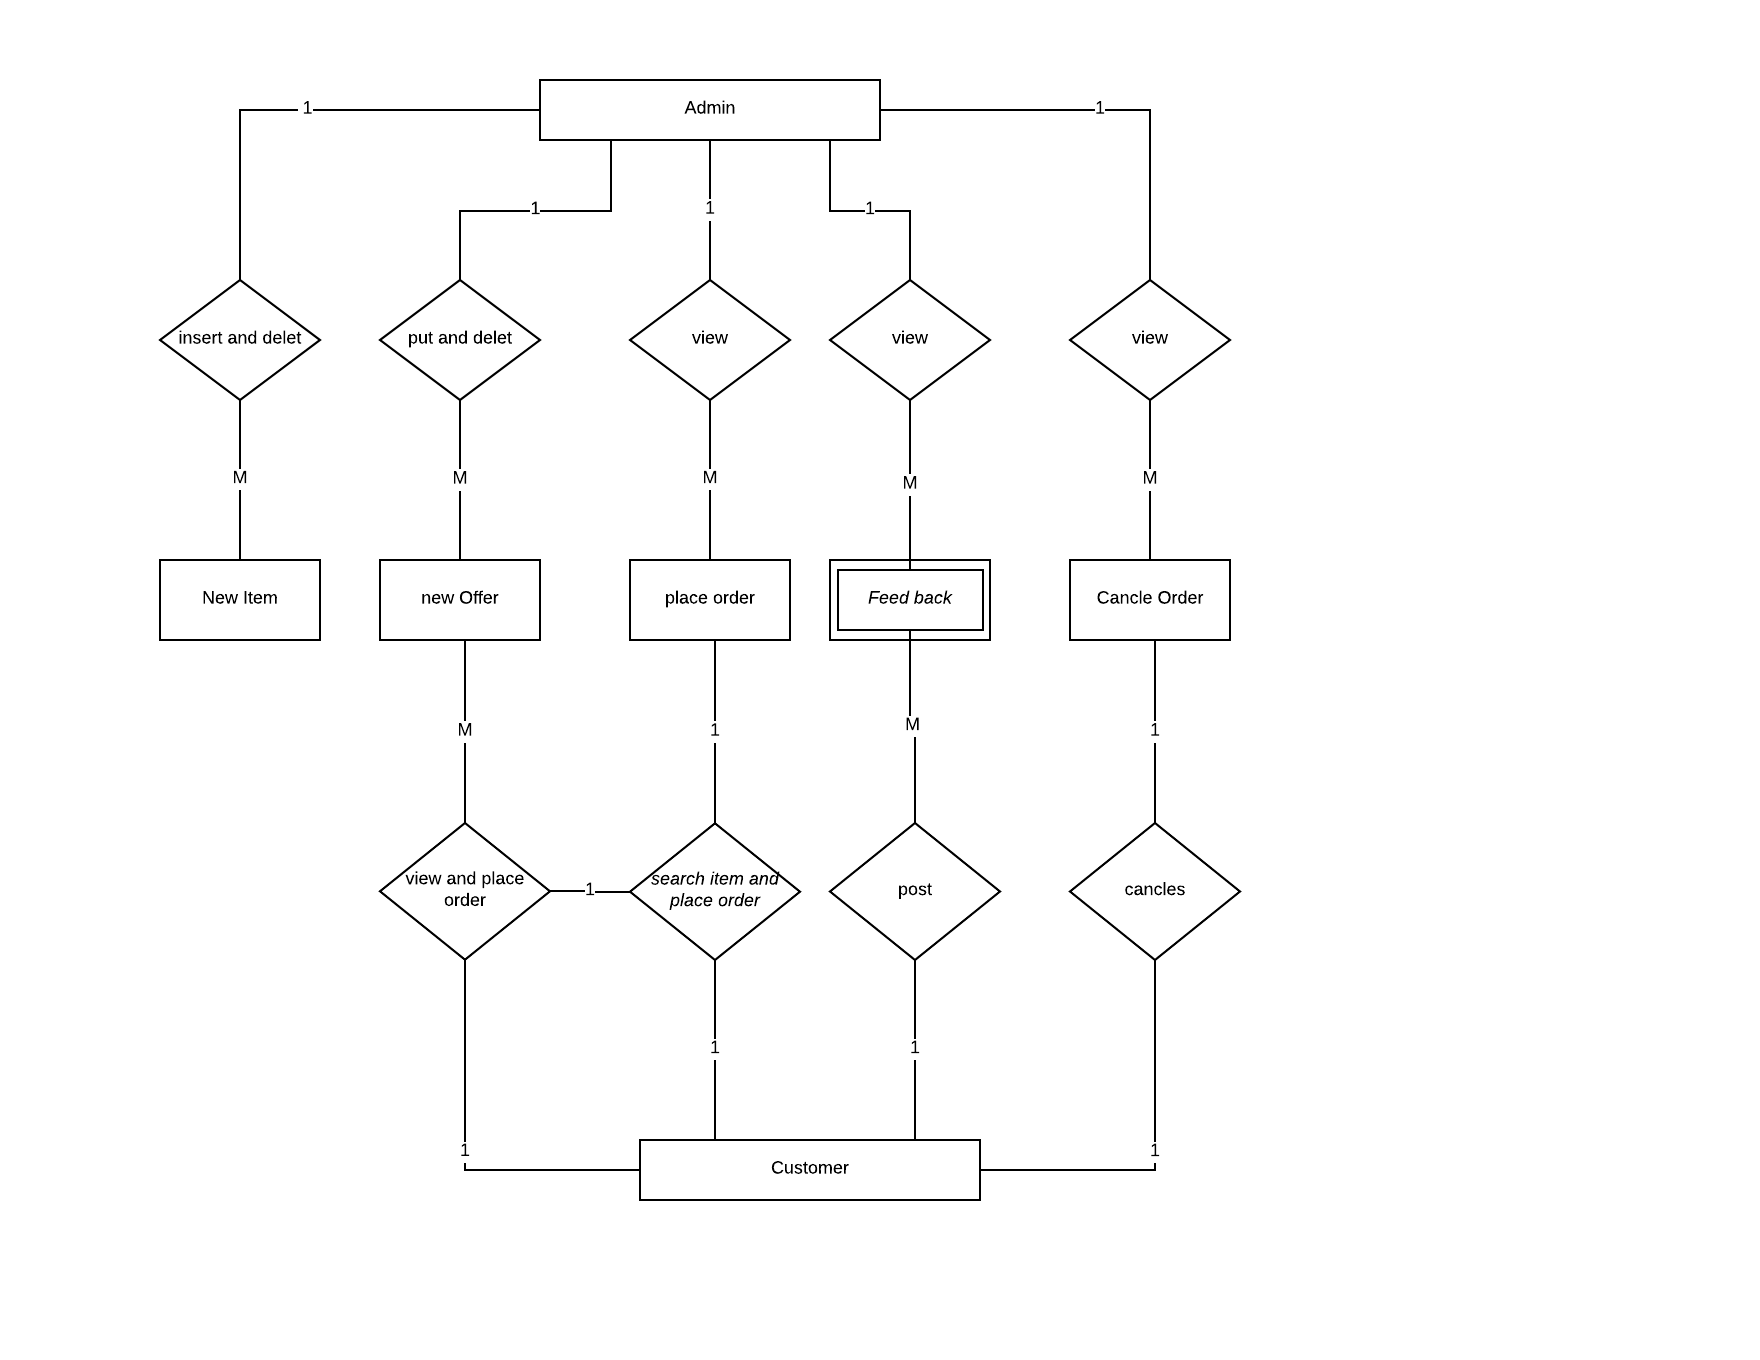 Admin
1
1
1
1
1
insert and delet
put and delet
view
view
view
M
M
M
M
M
New Item
new Offer
place order
Feed back
Cancle Order
M
1
M
1
view and place
order
1
search item and
place order
post
cancles
1
1
1
1
Customer